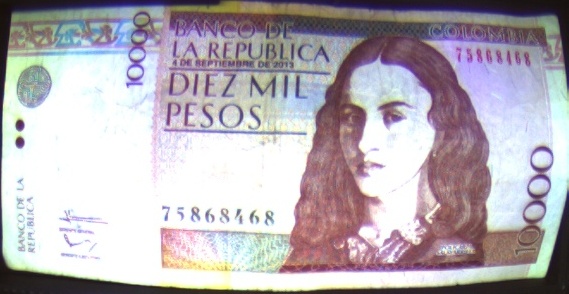 10000
BANCO DE
LA REPUBLICA
4 DE SEPTIEMBRE DE 2013
DIEZ MIL
PESOS
COLOMBIA
75868468
75868468
10000
BANCO DE LA
REPUBLICA